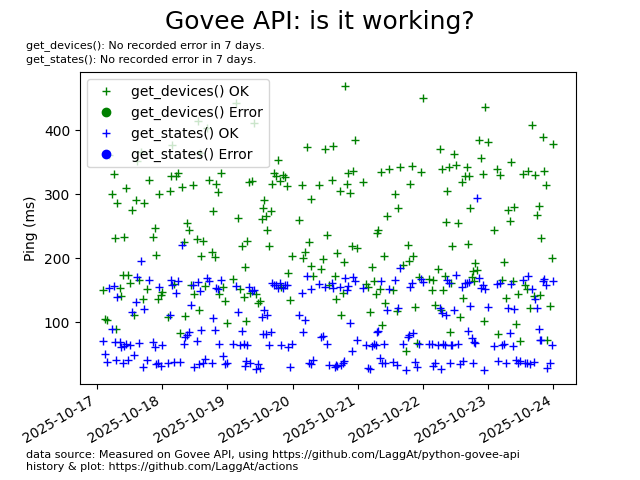 Govee API: is it working?
get_devices(): No recorded error in 7 days.
get_states(): No recorded error in 7 days.
get_devices() OK
get_devices() Error
get_states() OK
get_states() Error
Ping (ms)
400
300
200
100
2025-10-17
2025-10-18
2025-10-19
2025-10-20
2025-10-21
2025-10-22
2025-10-23
2025-10-24
data source: Measured on Govee API, using https://github.com/LaggAt/python-govee-api
history & plot: https://github.com/LaggAt/actions